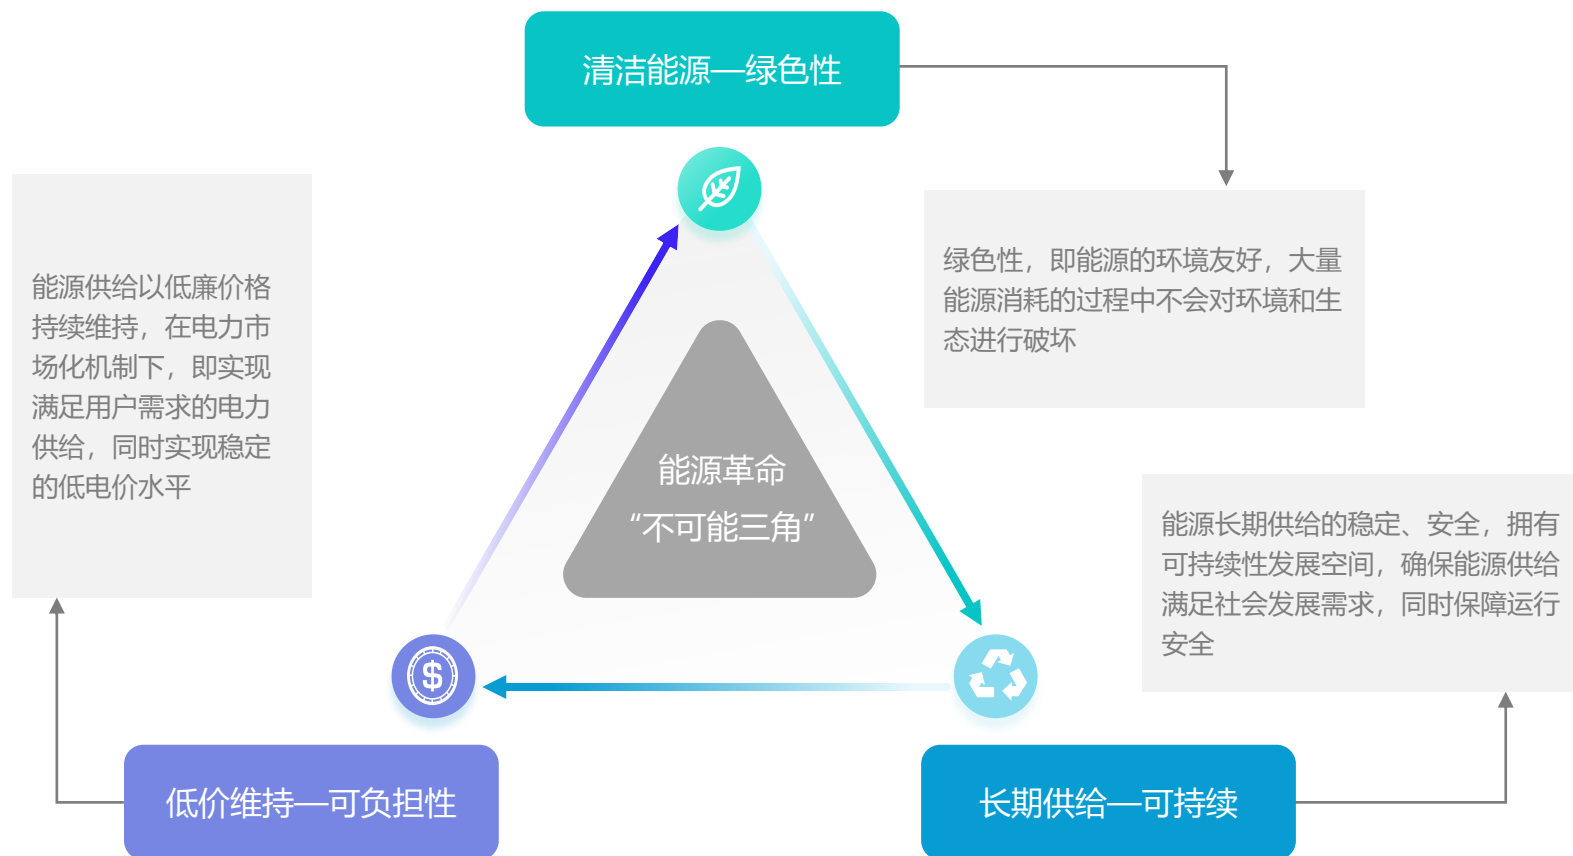 清洁能源—绿色性
绿色性，即能源的环境友好，大量
能源消耗的过程中不会对环境和生
态进行破坏
能源供给以低廉价格
持续维持，在电力市
场化机制下，即实现
满足用户需求的电力
供给，同时实现稳定
的低电价水平
能源革命
“不可能三角”
能源长期供给的稳定、安全，拥有
可持续性发展空间，确保能源供给
满足社会发展需求，同时保障运行
安全
$
低价维持—可负担性
长期供给—可持续